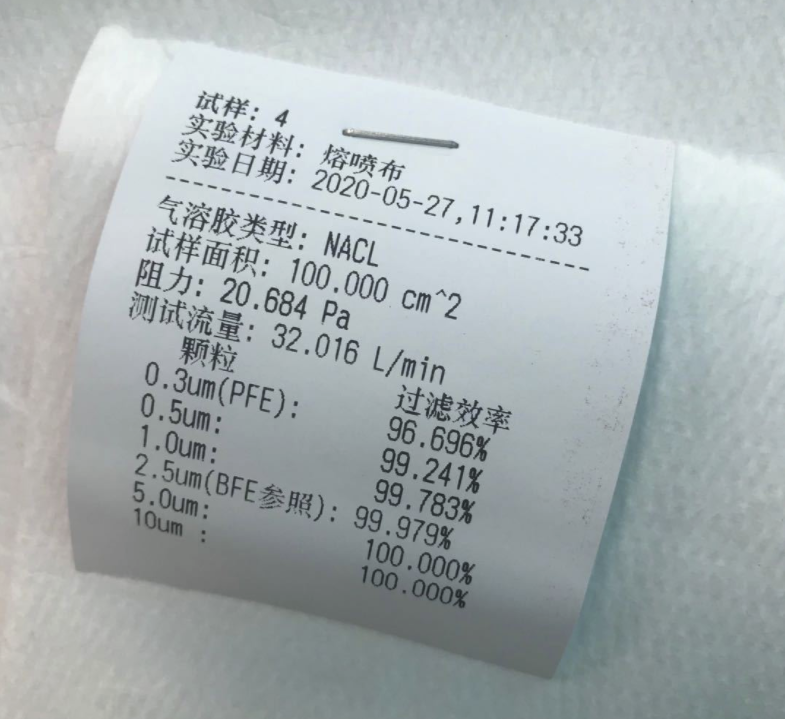 试样: 4
实验材料: 熔喷布
实验日期: 2020-05-27,11:17:33
--------------------------------
气溶胶类型: NACL
试样面积: 100.000 cm^2
阻力: 20.684 Pa
测试流量: 32.016 L/min
颗粒 过滤效率
0.3um(PFE): 96.696%
0.5um: 99.241%
1.0um: 99.783%
2.5um(BFE参照): 99.979%
5.0um: 100.000%
10um : 100.000%